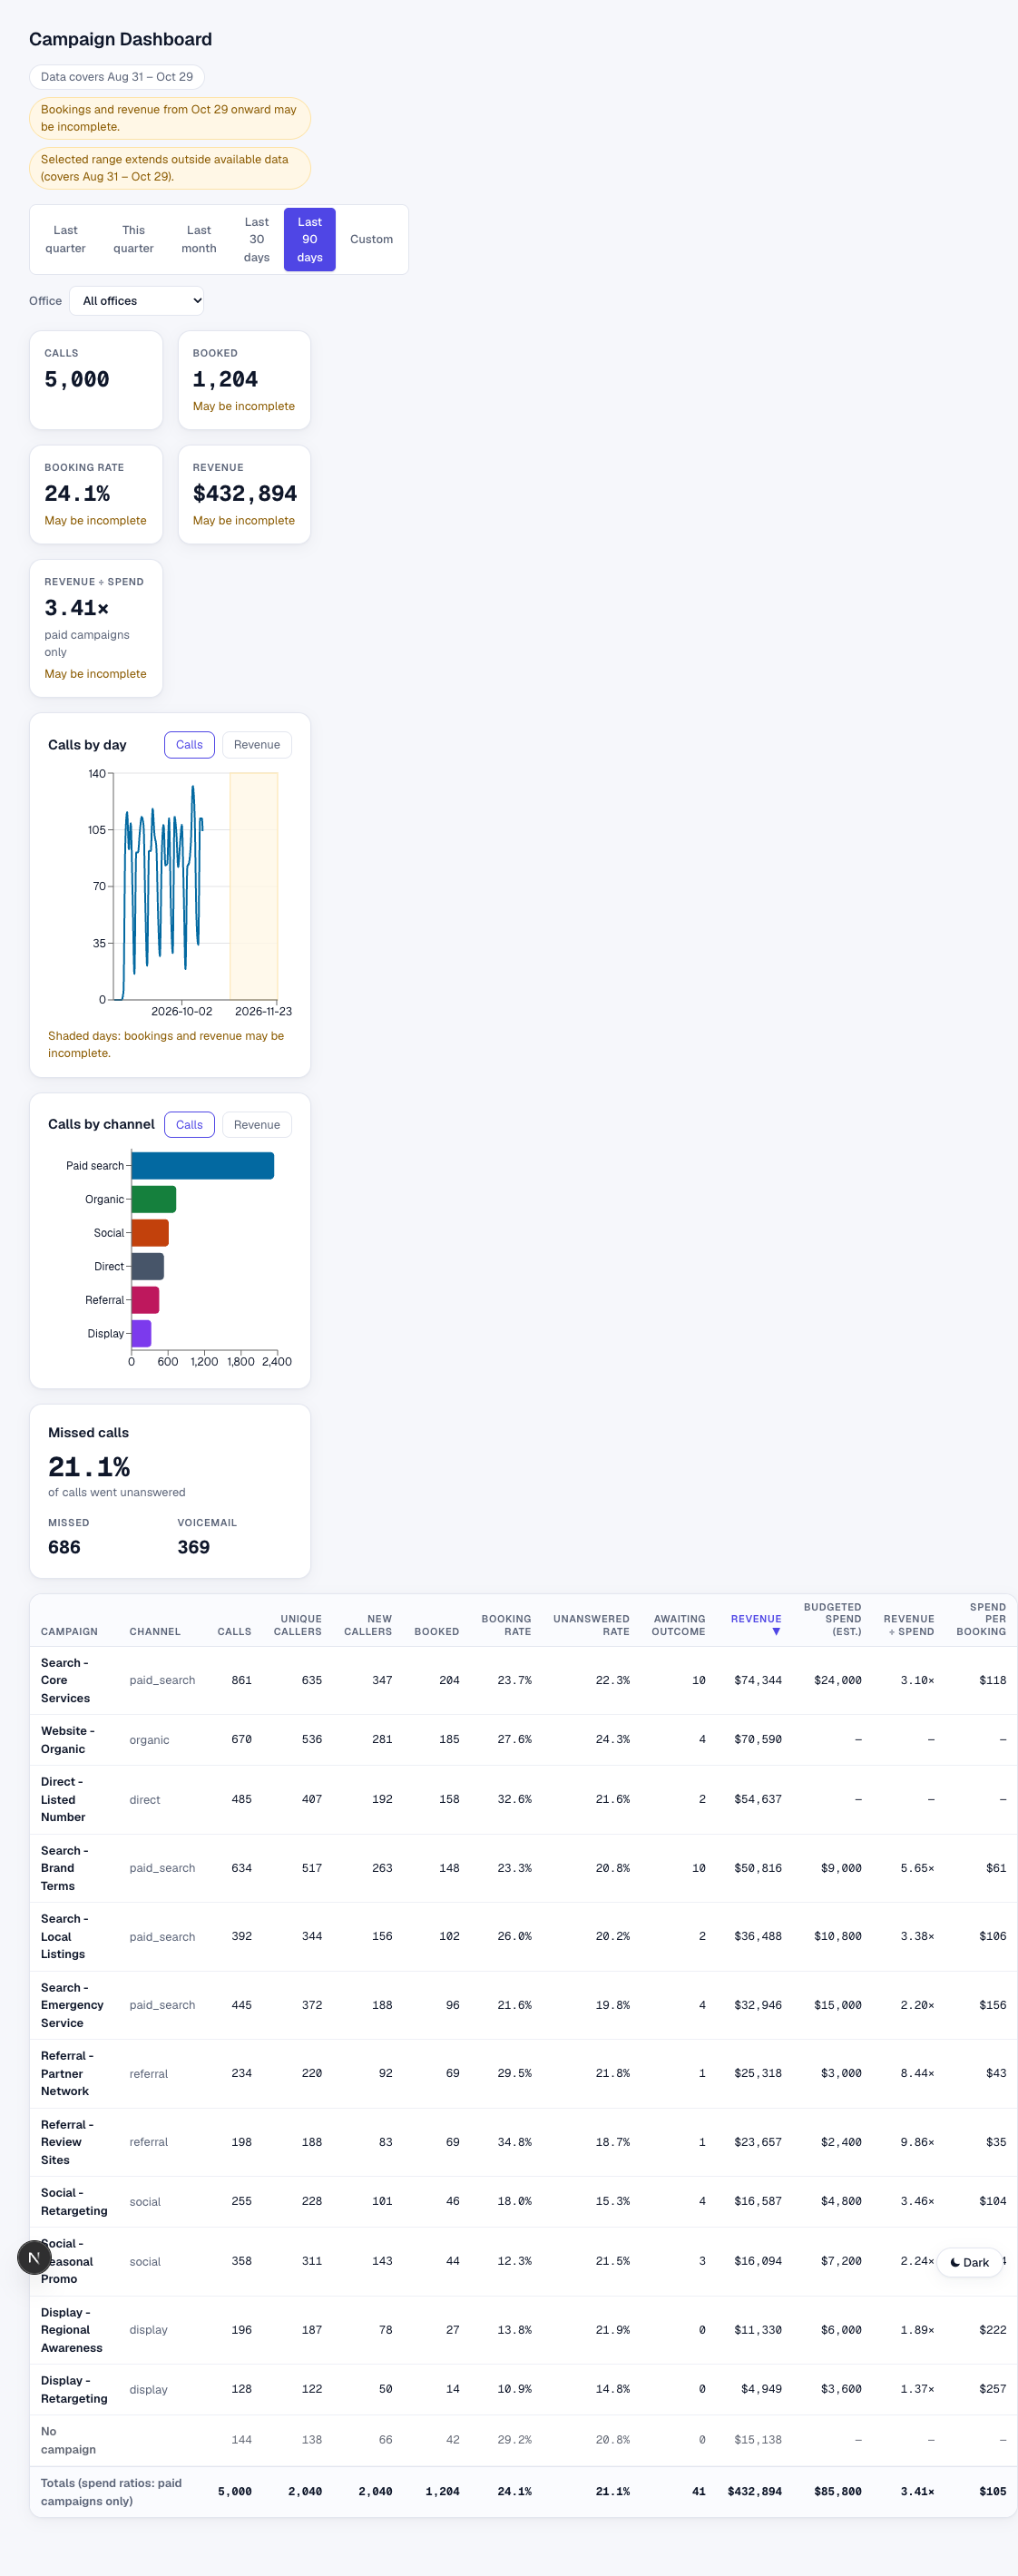 Campaign Dashboard
Data covers Aug 31 – Oct 29
Bookings and revenue from Oct 29 onward may
be incomplete.
Selected range extends outside available data
(covers Aug 31 – Oct 29).
Last quarter
This quarter
Last month
Last 30 days
Last 90 days
Custom
Office All offices
CALLS
5,000
BOOKED
1,204
May be incomplete
BOOKING RATE
24.1%
May be incomplete
REVENUE
$432,894
May be incomplete
REVENUE ÷ SPEND
3.41×
paid campaigns
only
May be incomplete
Calls by day Calls Revenue
140
105
70
35
0
2026-10-02 2026-11-23
Shaded days: bookings and revenue may be
incomplete.
Calls by channel Calls Revenue
Paid search
Organic
Social
Direct
Referral
Display
0 600 1,200 1,800 2,400
Missed calls
21.1%
of calls went unanswered
MISSED VOICEMAIL
686 369
CAMPAIGN CHANNEL CALLS UNIQUE CALLERS NEW CALLERS BOOKED BOOKING RATE UNANSWERED RATE AWAITING OUTCOME REVENUE ▼ BUDGETED SPEND (EST.) REVENUE ÷ SPEND SPEND PER BOOKING
Search - Core Services paid_search 861 635 347 204 23.7% 22.3% 10 $74,344 $24,000 3.10× $118
Website - Organic organic 670 536 281 185 27.6% 24.3% 4 $70,590 – – –
Direct - Listed Number direct 485 407 192 158 32.6% 21.6% 2 $54,637 – – –
Search - Brand Terms paid_search 634 517 263 148 23.3% 20.8% 10 $50,816 $9,000 5.65× $61
Search - Local Listings paid_search 392 344 156 102 26.0% 20.2% 2 $36,488 $10,800 3.38× $106
Search - Emergency Service paid_search 445 372 188 96 21.6% 19.8% 4 $32,946 $15,000 2.20× $156
Referral - Partner Network referral 234 220 92 69 29.5% 21.8% 1 $25,318 $3,000 8.44× $43
Referral - Review Sites referral 198 188 83 69 34.8% 18.7% 1 $23,657 $2,400 9.86× $35
Social - Retargeting social 255 228 101 46 18.0% 15.3% 4 $16,587 $4,800 3.46× $104
Social - Seasonal Promo social 358 311 143 44 12.3% 21.5% 3 $16,094 $7,200 2.24×
N
Dark
Display - Regional Awareness display 196 187 78 27 13.8% 21.9% 0 $11,330 $6,000 1.89× $222
Display - Retargeting display 128 122 50 14 10.9% 14.8% 0 $4,949 $3,600 1.37× $257
No campaign 144 138 66 42 29.2% 20.8% 0 $15,138 – – –
Totals (spend ratios: paid campaigns only) 5,000 2,040 2,040 1,204 24.1% 21.1% 41 $432,894 $85,800 3.41× $105